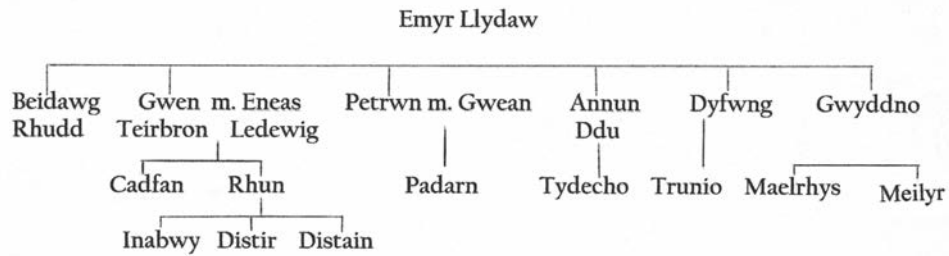 Emyr Llydaw
Beidawg Gwen m. Eneas Petrwn m. Gwean Annun Dyfwng Gwyddno
Rhudd Teirbron Ledewig Ddu
Cadfan Rhun Padarn Tydecho Trunio Maelrhys Meilyr
Inabwy Distir Distain